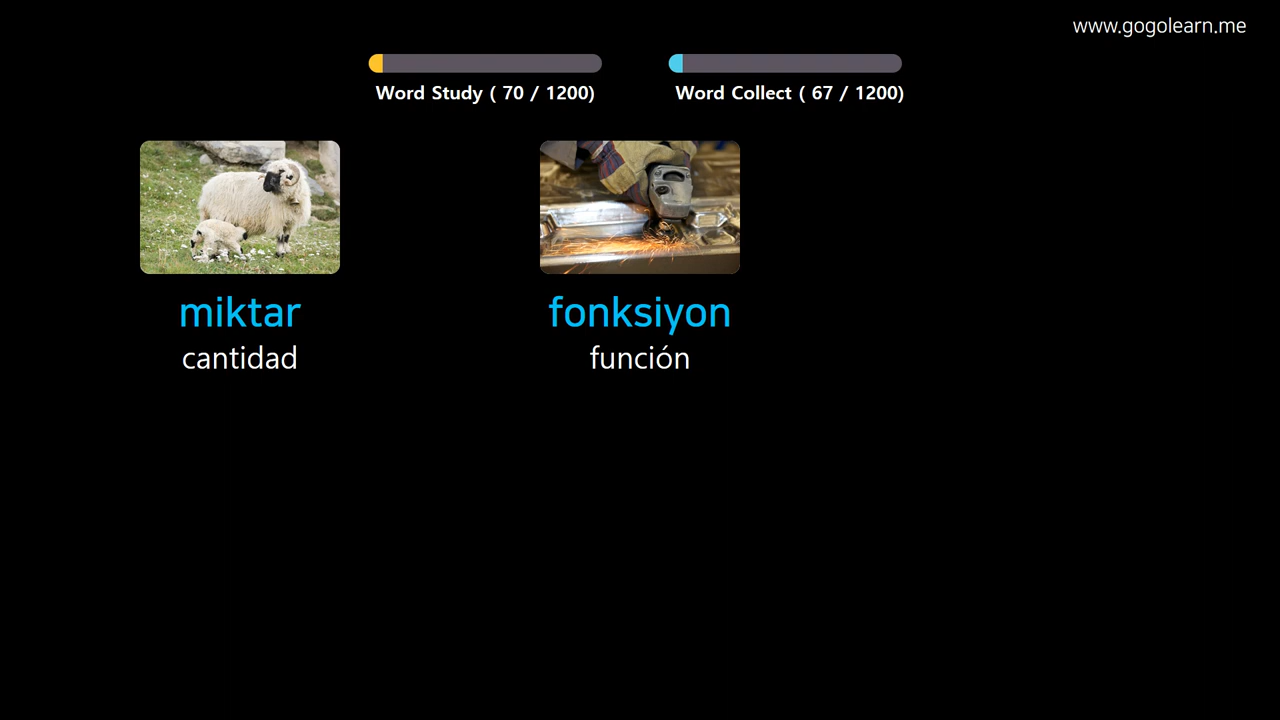 www.gogolearn.me
Word Study ( 70 / 1200)
Word Collect ( 67 / 1200)
miktar
cantidad
fonksiyon
función